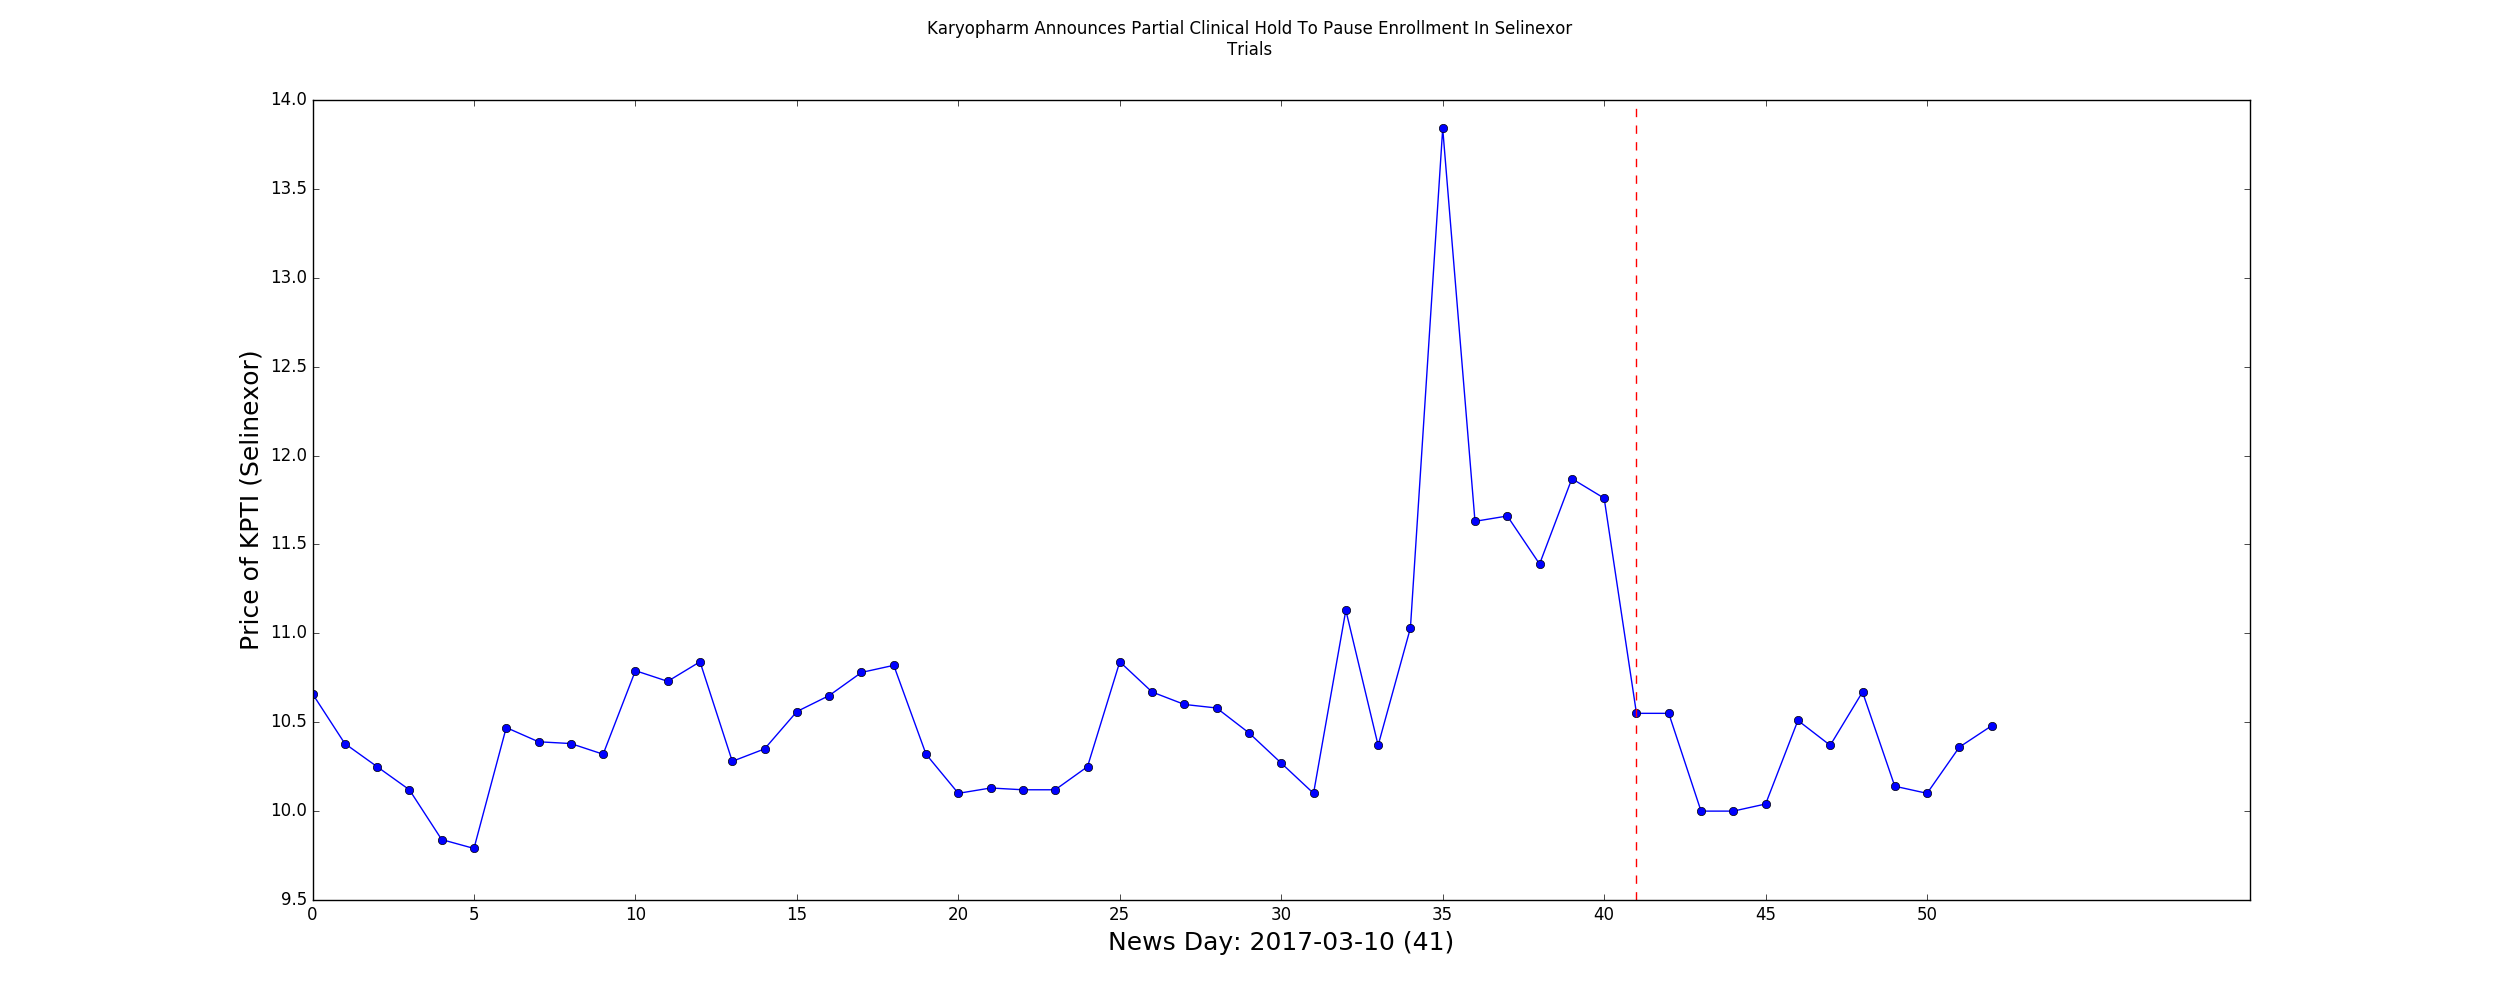 Karyopharm Announces Partial Clinical Hold To Pause Enrollment In Selinexor
Trials
14.0
13.5
13.0
12.5
12.0
11.5
11.0
10.5
10.0
9.5
Price of KPTI (Selinexor)
0 5 10 15 20 25 30 35 40 45 50
News Day: 2017-03-10 (41)